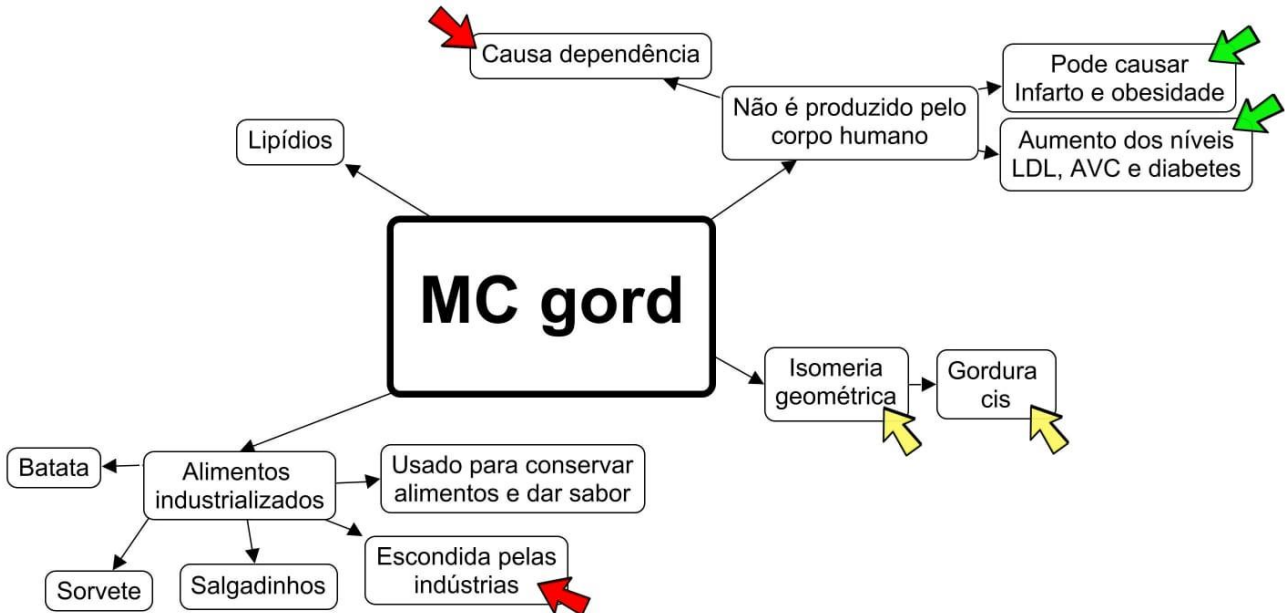 Causa dependência
Pode causar
Infarto e obesidade
Não é produzido pelo
corpo humano
Aumento dos níveis
LDL, AVC e diabetes
Lipídios
MC gord
Isomeria
geométrica
Gordura
cis
Batata
Alimentos
industrializados
Usado para conservar
alimentos e dar sabor
Sorvete
Salgadinhos
Escondida pelas
indústrias